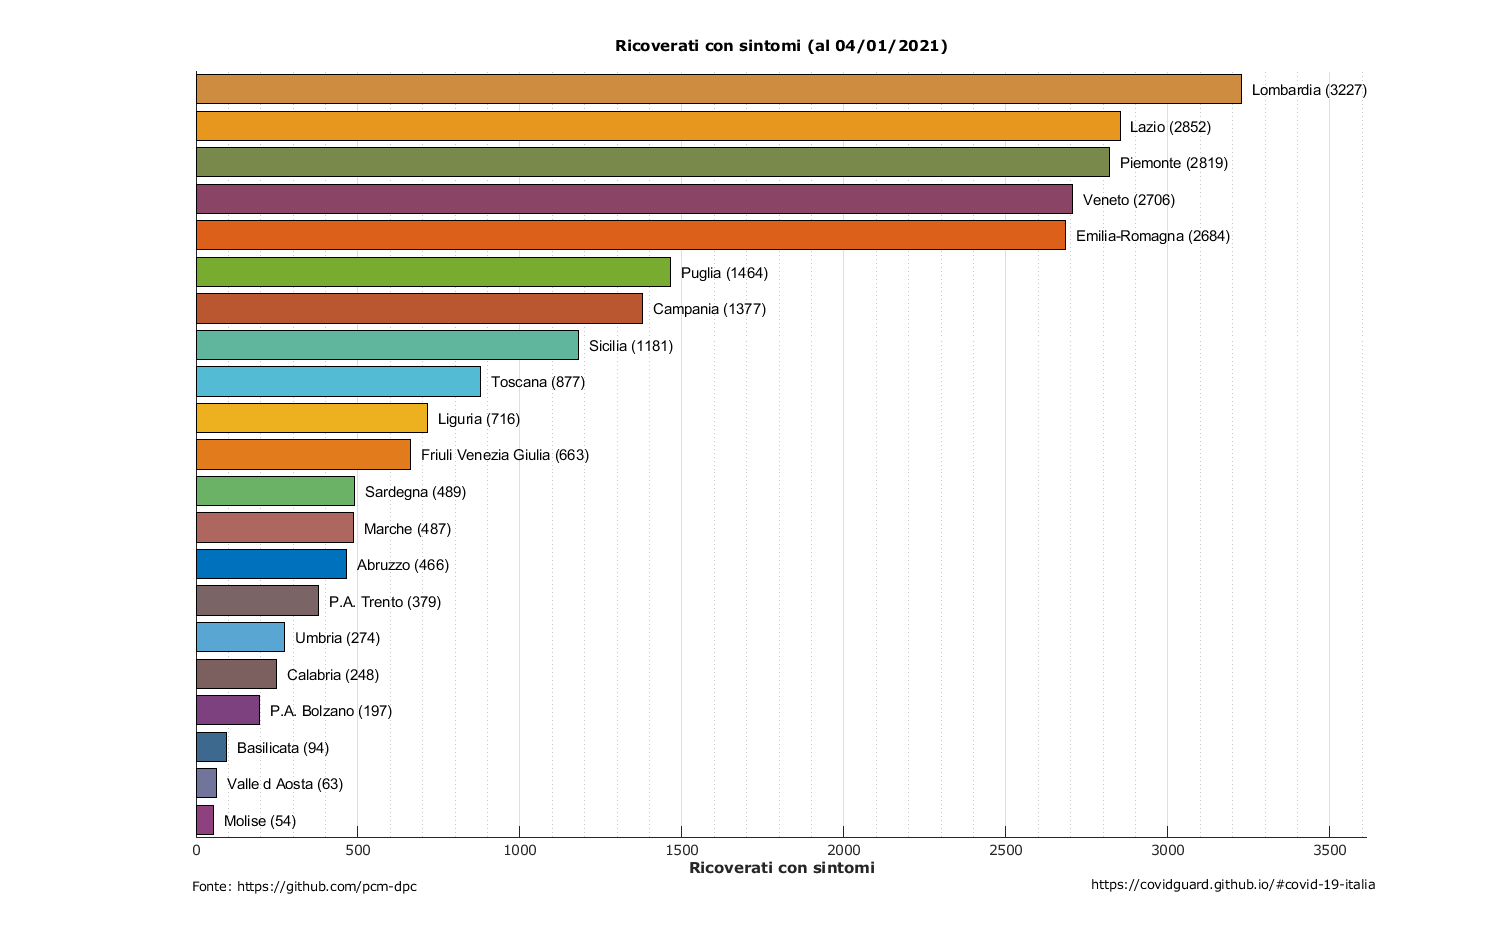 Ricoverati con sintomi (al 04/01/2021)
Lombardia (3227)
Lazio (2852)
Piemonte (2819)
Veneto (2706)
Emilia-Romagna (2684)
Puglia (1464)
Campania (1377)
Sicilia (1181)
Toscana (877)
Liguria (716)
Friuli Venezia Giulia (663)
Sardegna (489)
Marche (487)
Abruzzo (466)
P.A. Trento (379)
Umbria (274)
Calabria (248)
P.A. Bolzano (197)
Basilicata (94)
Valle d Aosta (63)
Molise (54)
0 500 1000 1500 2000 2500 3000 3500
Ricoverati con sintomi
Fonte: https://github.com/pcm-dpc
https://covidguard.github.io/#covid-19-italia